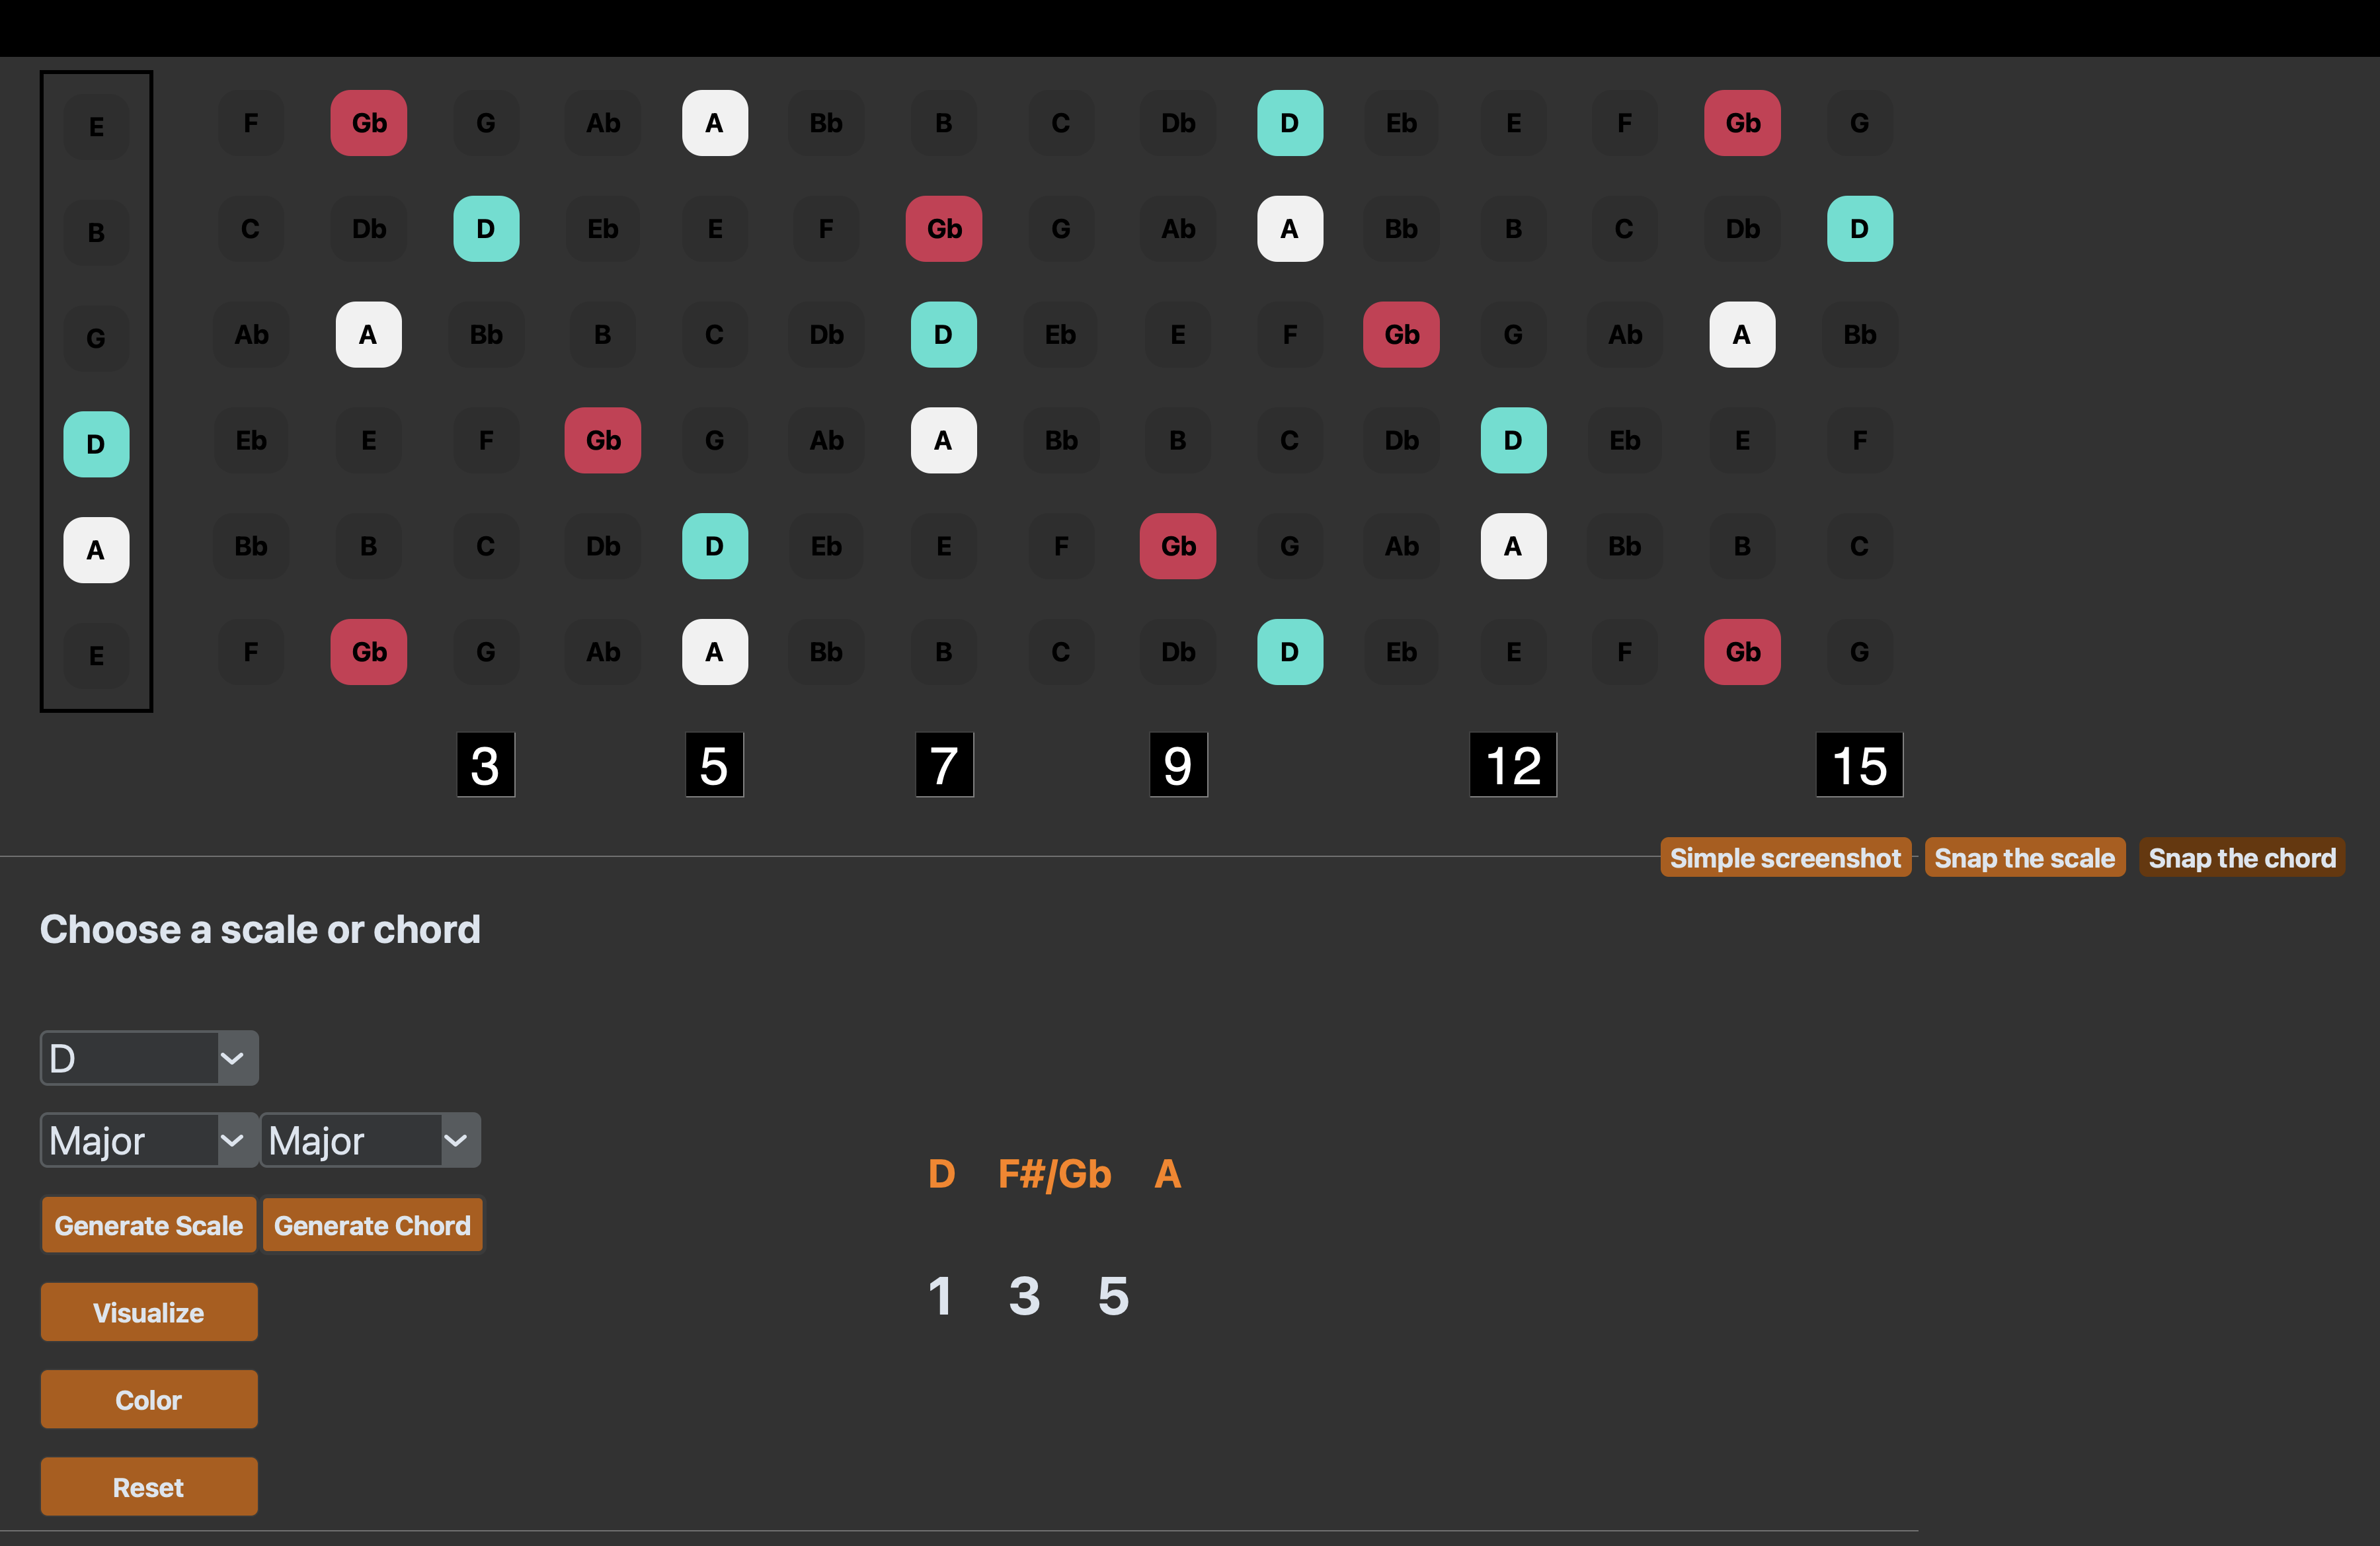 E F Gb G Ab A Bb B C Db D Eb E F Gb G
B C Db D Eb E F Gb G Ab A Bb B C Db D
G Ab A Bb B C Db D Eb E F Gb G Ab A Bb
D Eb E F Gb G Ab A Bb B C Db D Eb E F
A Bb B C Db D Eb E F Gb G Ab A Bb B C
E F Gb G Ab A Bb B C Db D Eb E F Gb G
3 5 7 9 12 15
Simple screenshot Snap the scale Snap the chord
Choose a scale or chord
D
Major Major
D F#/Gb A
Generate Scale Generate Chord
1 3 5
Visualize
Color
Reset